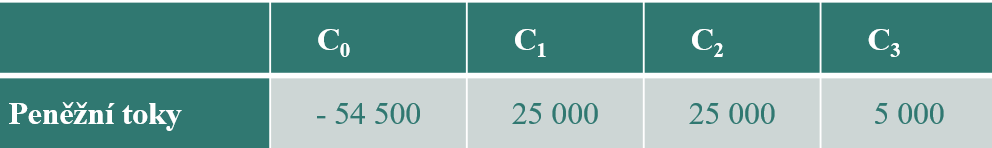 C₀ C₁ C₂ C₃
Peněžní toky - 54 500 25 000 25 000 5 000